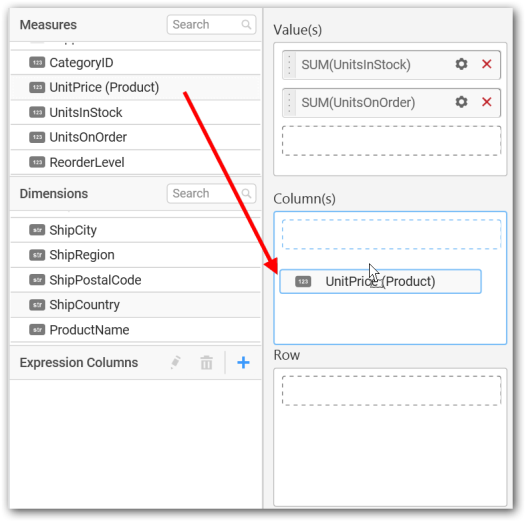 Measures
Search
123 CategoryID
123 UnitPrice (Product)
123 UnitsInStock
123 UnitsOnOrder
123 ReorderLevel
Dimensions
Search
str ShipCity
str ShipRegion
str ShipPostalCode
str ShipCountry
str ProductName
Expression Columns
Value(s)
SUM(UnitsInStock)
SUM(UnitsOnOrder)
Column(s)
123 UnitPrice (Product)
Row